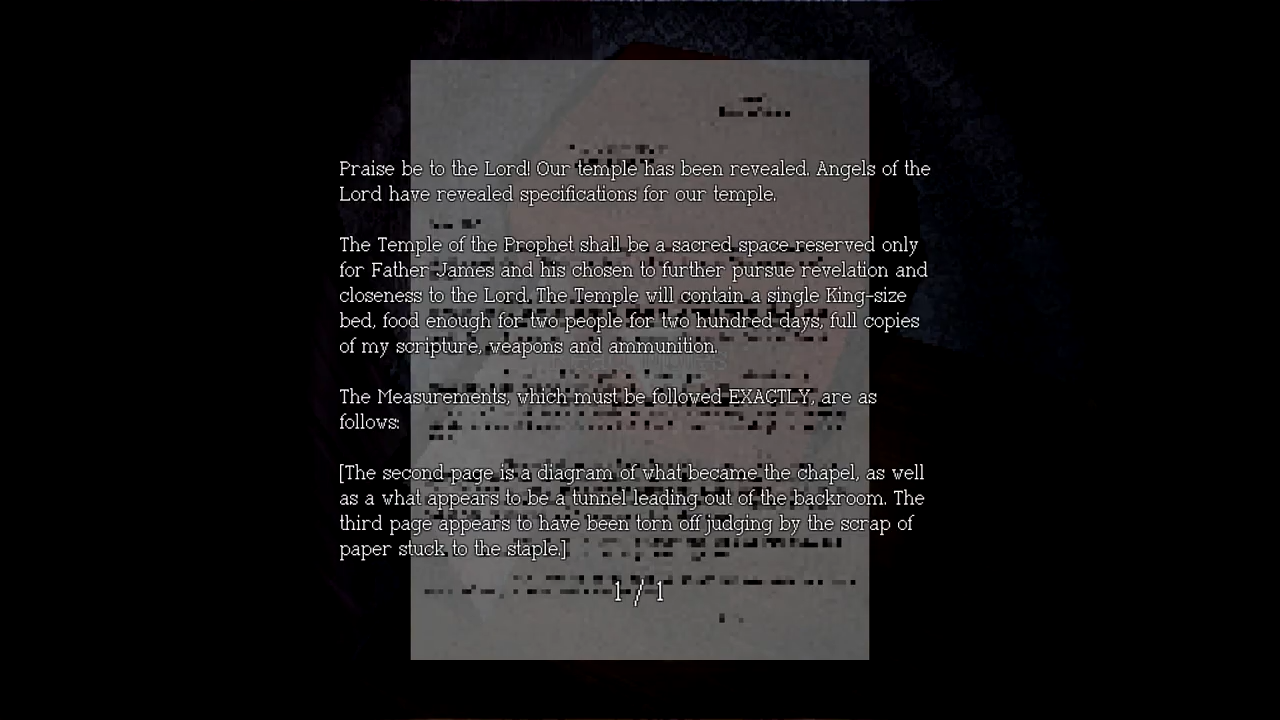 Praise be to the Lord! Our temple has been revealed. Angels of the
Lord have revealed specifications for our temple.
The Temple of the Prophet shall be a sacred space reserved only
for Father James and his chosen to further pursue revelation and
closeness to the Lord. The Temple will contain a single King-size
bed, food enough for two people for two hundred days, full copies
of my scripture, weapons and ammunition.
The Measurements, which must be followed EXACTLY, are as
follows:
[The second page is a diagram of what became the chapel, as well
as a what appears to be a tunnel leading out of the backroom. The
third page appears to have been torn off judging by the scrap of
paper stuck to the staple.]
1 / 1